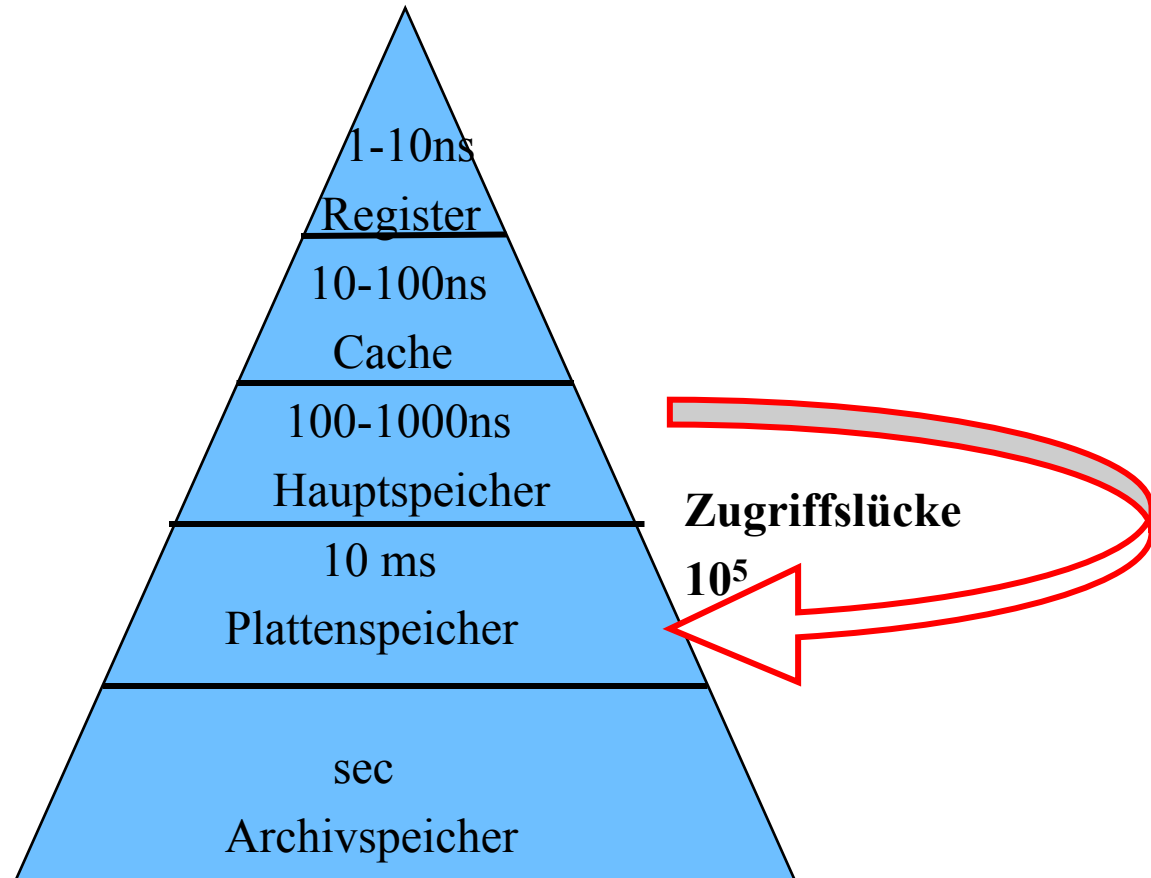 1-10ns
Register
10-100ns
Cache
100-1000ns
Hauptspeicher
Zugriffslücke
10⁵
10 ms
Plattenspeicher
sec
Archivspeicher